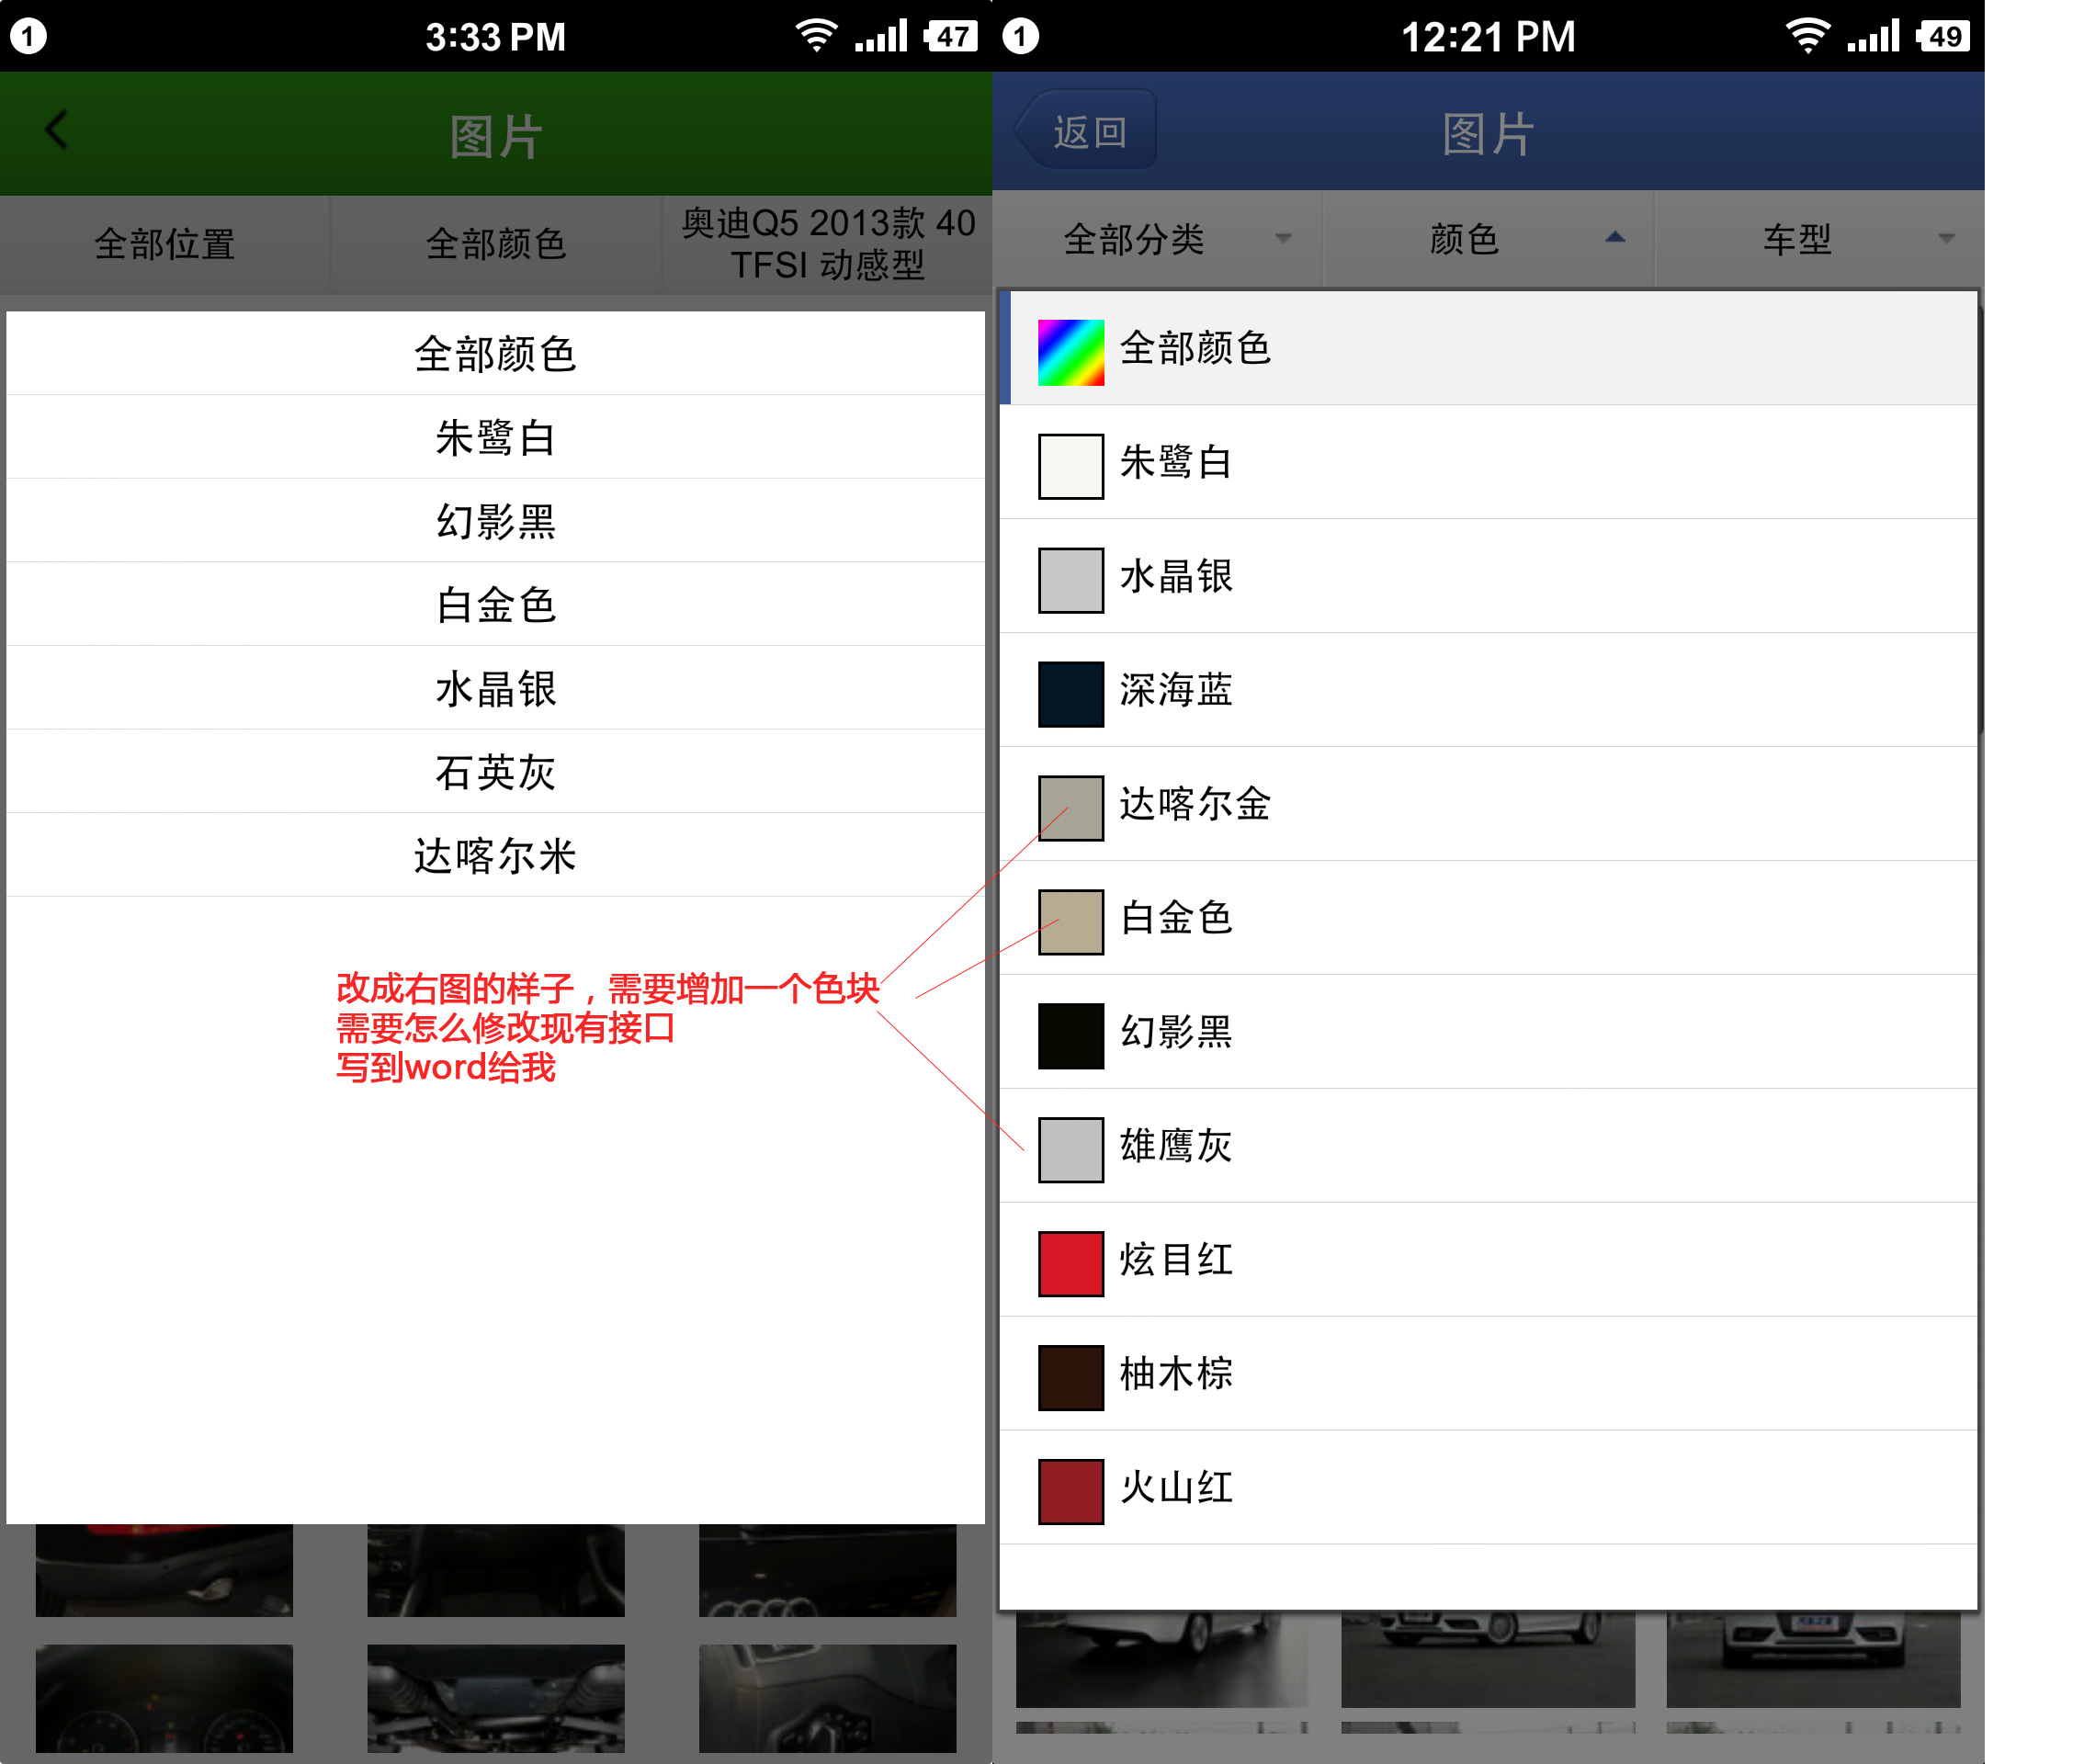 1
3:33 PM
47
图片
全部位置
全部颜色
奥迪Q5 2013款 40
TFSI 动感型
全部颜色
朱鹭白
幻影黑
白金色
水晶银
石英灰
达喀尔米
改成右图的样子，需要增加一个色块
需要怎么修改现有接口
写到word给我
1
12:21 PM
49
返回
图片
全部分类
颜色
车型
全部颜色
朱鹭白
水晶银
深海蓝
达喀尔金
白金色
幻影黑
雄鹰灰
炫目红
柚木棕
火山红